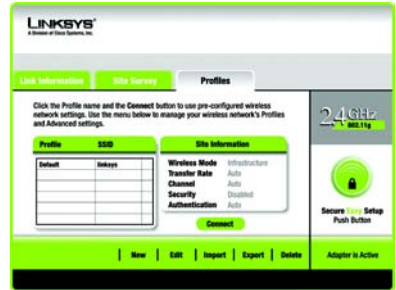 LINKSYS®
A Division of Cisco Systems, Inc.
Link Information
Site Survey
Profiles
Click the Profile name and the Connect button to use pre-configured wireless
network settings. Use the menu below to manage your wireless network's Profiles
and Advanced settings.
2.4GHz
802.11g
Profile SSID
Default linksys
Site Information
Wireless Mode Infrastructure
Transfer Rate Auto
Channel Auto
Security Disabled
Authentication Auto
Connect
Secure Easy Setup
Push Button
New | Edit | Import | Export | Delete
Adapter is Active